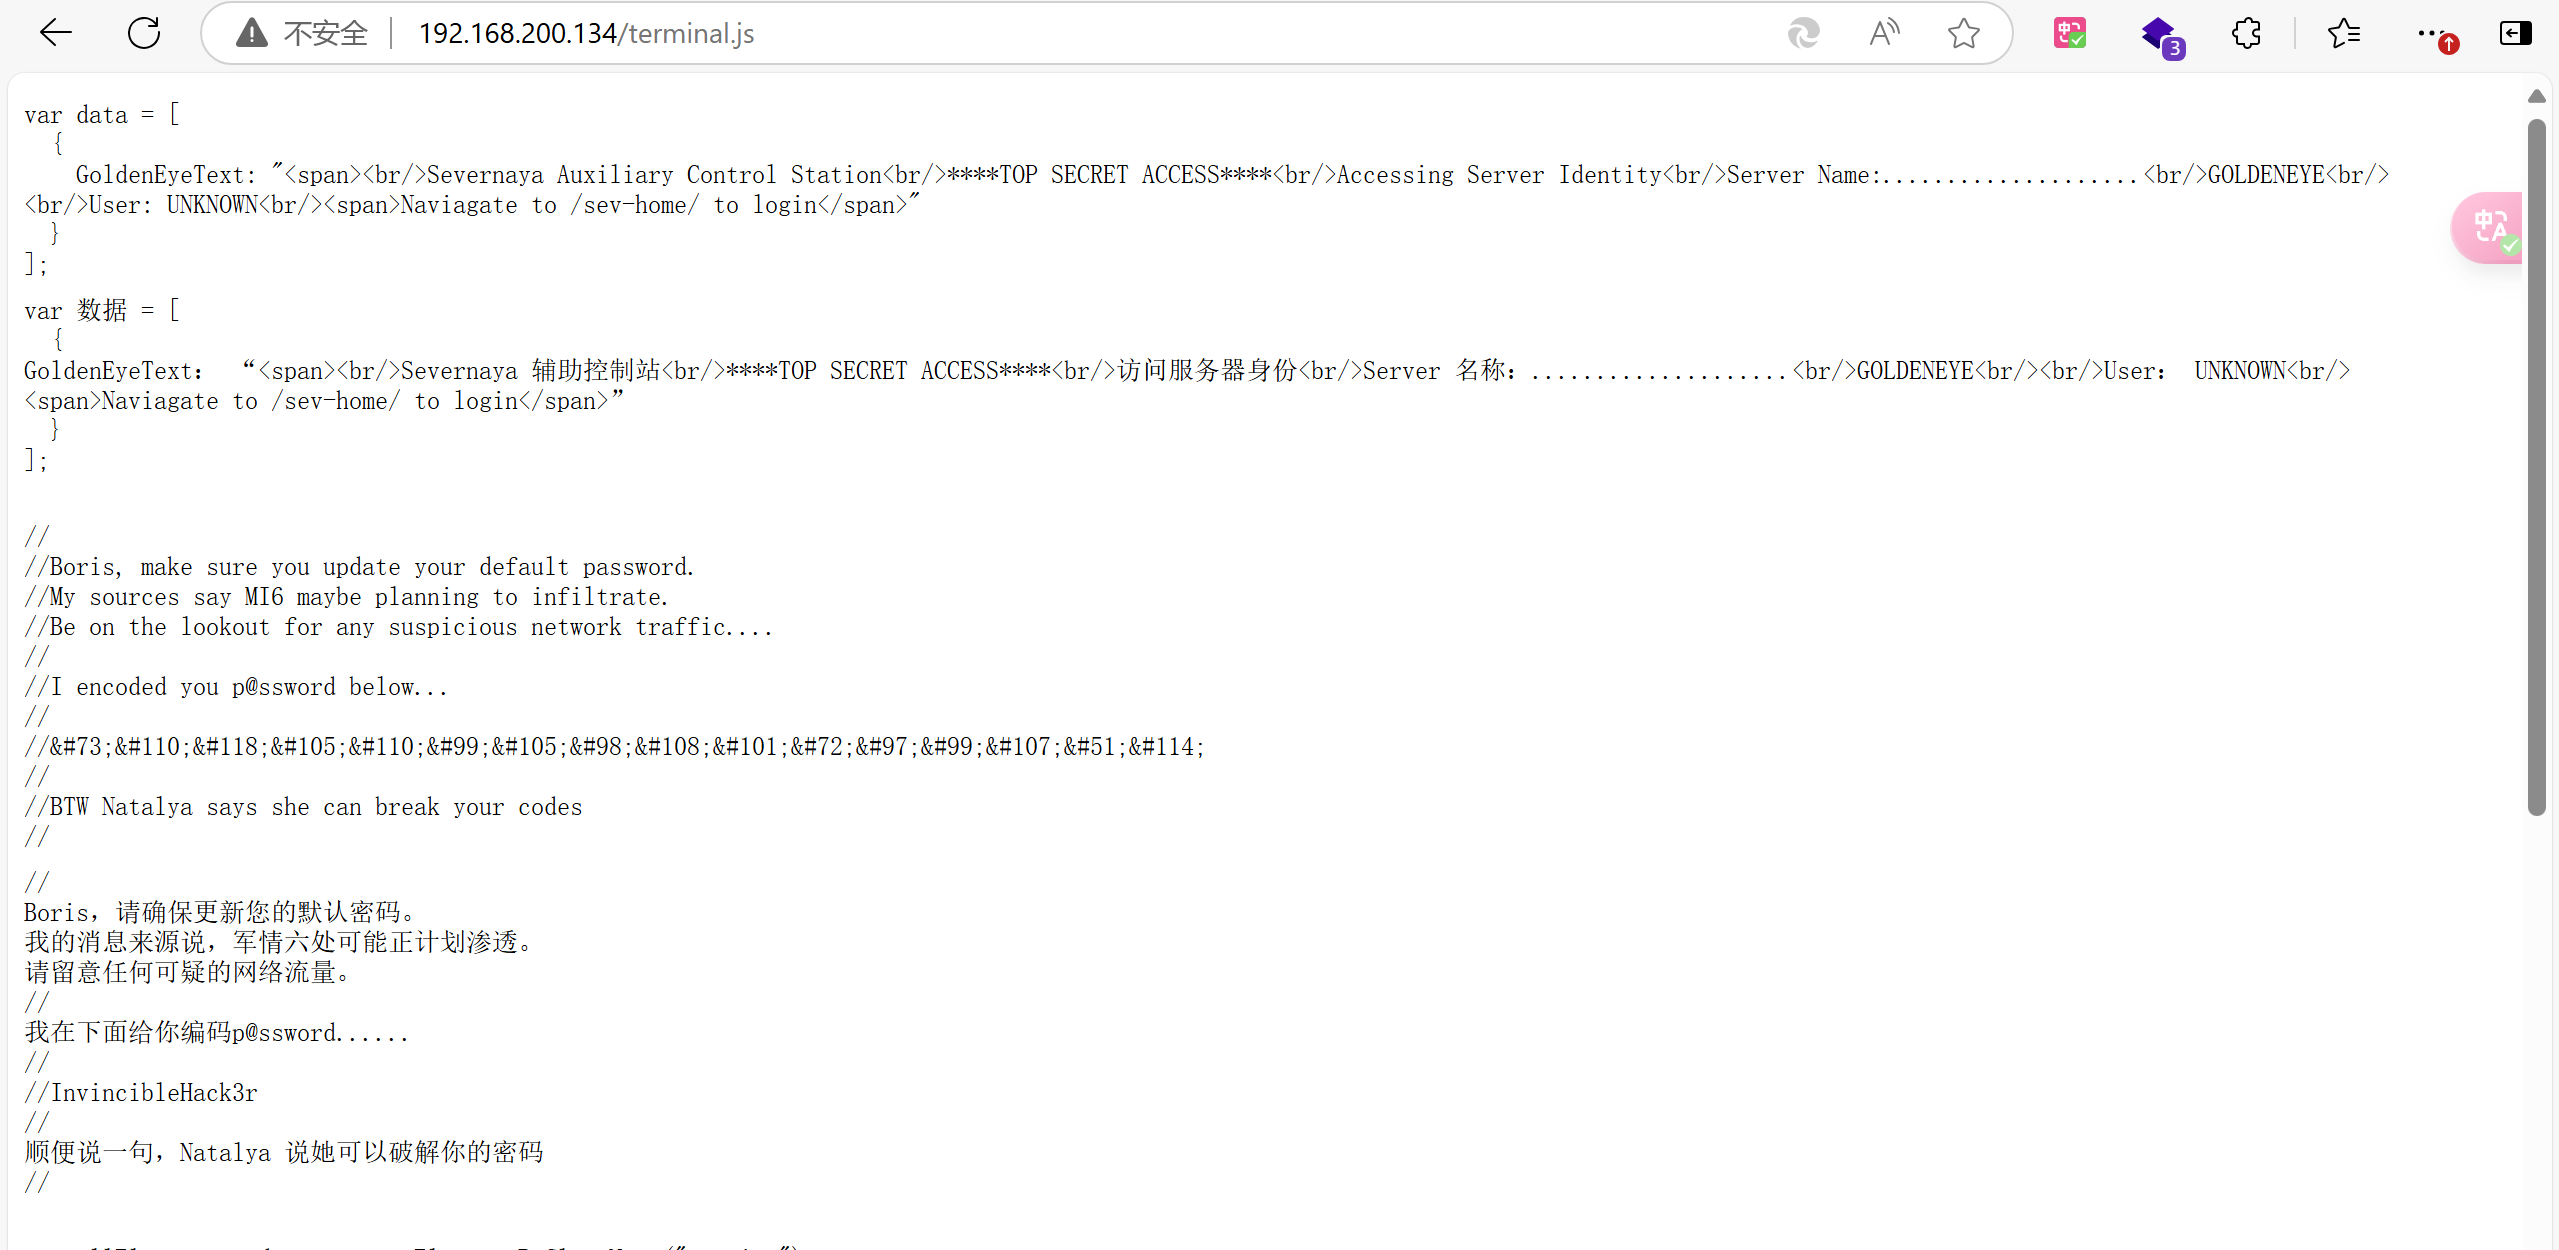 不安全 192.168.200.134/terminal.js
3
var data = [
{
GoldenEyeText: "<span><br/>Severnaya Auxiliary Control Station<br/>****TOP SECRET ACCESS****<br/>Accessing Server Identity<br/>Server Name:....................<br/>GOLDENEYE<br/>
<br/>User: UNKNOWN<br/><span>Naviagate to /sev-home/ to login</span>"
}
];
var 数据 = [
{
GoldenEyeText： “<span><br/>Severnaya 辅助控制站<br/>****TOP SECRET ACCESS****<br/>访问服务器身份<br/>Server 名称：....................<br/>GOLDENEYE<br/><br/>User： UNKNOWN<br/>
<span>Naviagate to /sev-home/ to login</span>”
}
];
//
//Boris, make sure you update your default password.
//My sources say MI6 maybe planning to infiltrate.
//Be on the lookout for any suspicious network traffic....
//
//I encoded you p@ssword below...
//
//&#73;&#110;&#118;&#105;&#110;&#99;&#105;&#98;&#108;&#101;&#72;&#97;&#99;&#107;&#51;&#114;
//
//BTW Natalya says she can break your codes
//
//
Boris，请确保更新您的默认密码。
我的消息来源说，军情六处可能正计划渗透。
请留意任何可疑的网络流量。
//
我在下面给你编码p@ssword......
//
//InvincibleHack3r
//
顺便说一句，Natalya 说她可以破解你的密码
//